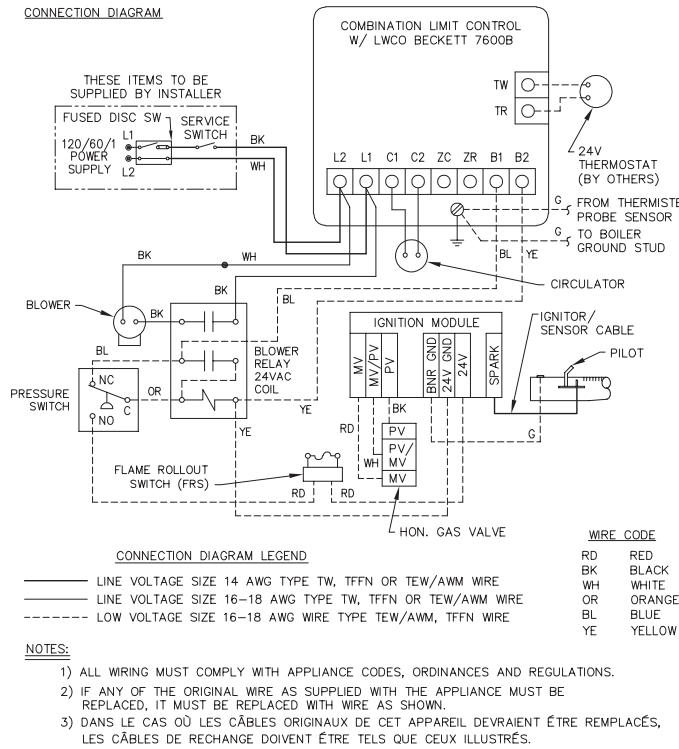 CONNECTION DIAGRAM
COMBINATION LIMIT CONTROL
W/ LWCO BECKETT 7600B
THESE ITEMS TO BE
SUPPLIED BY INSTALLER
FUSED DISC SW
SERVICE
SWITCH
L1
120/60/1
POWER
SUPPLY
L2
BK
WH
TW
TR
24V
THERMOSTAT
(BY OTHERS)
L2 L1 C1 C2 ZC ZR B1 B2
G
FROM THERMISTE
PROBE SENSOR
G
TO BOILER
GROUND STUD
BK
WH
BL
YE
CIRCULATOR
BK
BL
BLOWER
BK
IGNITION MODULE
IGNITOR/
SENSOR CABLE
PILOT
BL
BLOWER
RELAY
24VAC
COIL
MV
MV/PV
PV
BNR GND
24V GND
24V
SPARK
PRESSURE
SWITCH
NC
C
NO
OR
YE
YE
BK
RD
WH
PV
PV/
MV
MV
G
FLAME ROLLOUT
SWITCH (FRS)
RD RD
HON. GAS VALVE
CONNECTION DIAGRAM LEGEND
LINE VOLTAGE SIZE 14 AWG TYPE TW, TFFN OR TEW/AWM WIRE
LINE VOLTAGE SIZE 16-18 AWG TYPE TW, TFFN OR TEW/AWM WIRE
LOW VOLTAGE SIZE 16-18 AWG WIRE TYPE TEW/AWM, TFFN WIRE
WIRE CODE
RD RED
BK BLACK
WH WHITE
OR ORANGE
BL BLUE
YE YELLOW
NOTES:
1) ALL WIRING MUST COMPLY WITH APPLIANCE CODES, ORDINANCES AND REGULATIONS.
2) IF ANY OF THE ORIGINAL WIRE AS SUPPLIED WITH THE APPLIANCE MUST BE
REPLACED, IT MUST BE REPLACED WITH WIRE AS SHOWN.
3) DANS LE CAS OÙ LES CÃBLES ORIGINAUX DE CET APPAREIL DEVRAIENT ÉTRE REMPLACÉS,
LES CÃBLES DE RECHANGE DOIVENT ÉTRE TELS QUE CEUX ILLUSTRÉS.